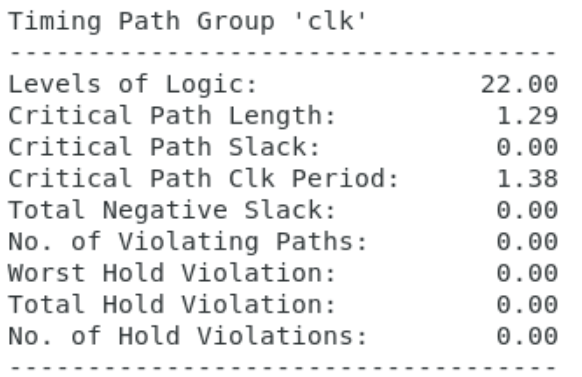 Timing Path Group 'clk'
-----------------------------------
Levels of Logic:              22.00
Critical Path Length:          1.29
Critical Path Slack:           0.00
Critical Path Clk Period:      1.38
Total Negative Slack:          0.00
No. of Violating Paths:        0.00
Worst Hold Violation:          0.00
Total Hold Violation:          0.00
No. of Hold Violations:        0.00
-----------------------------------